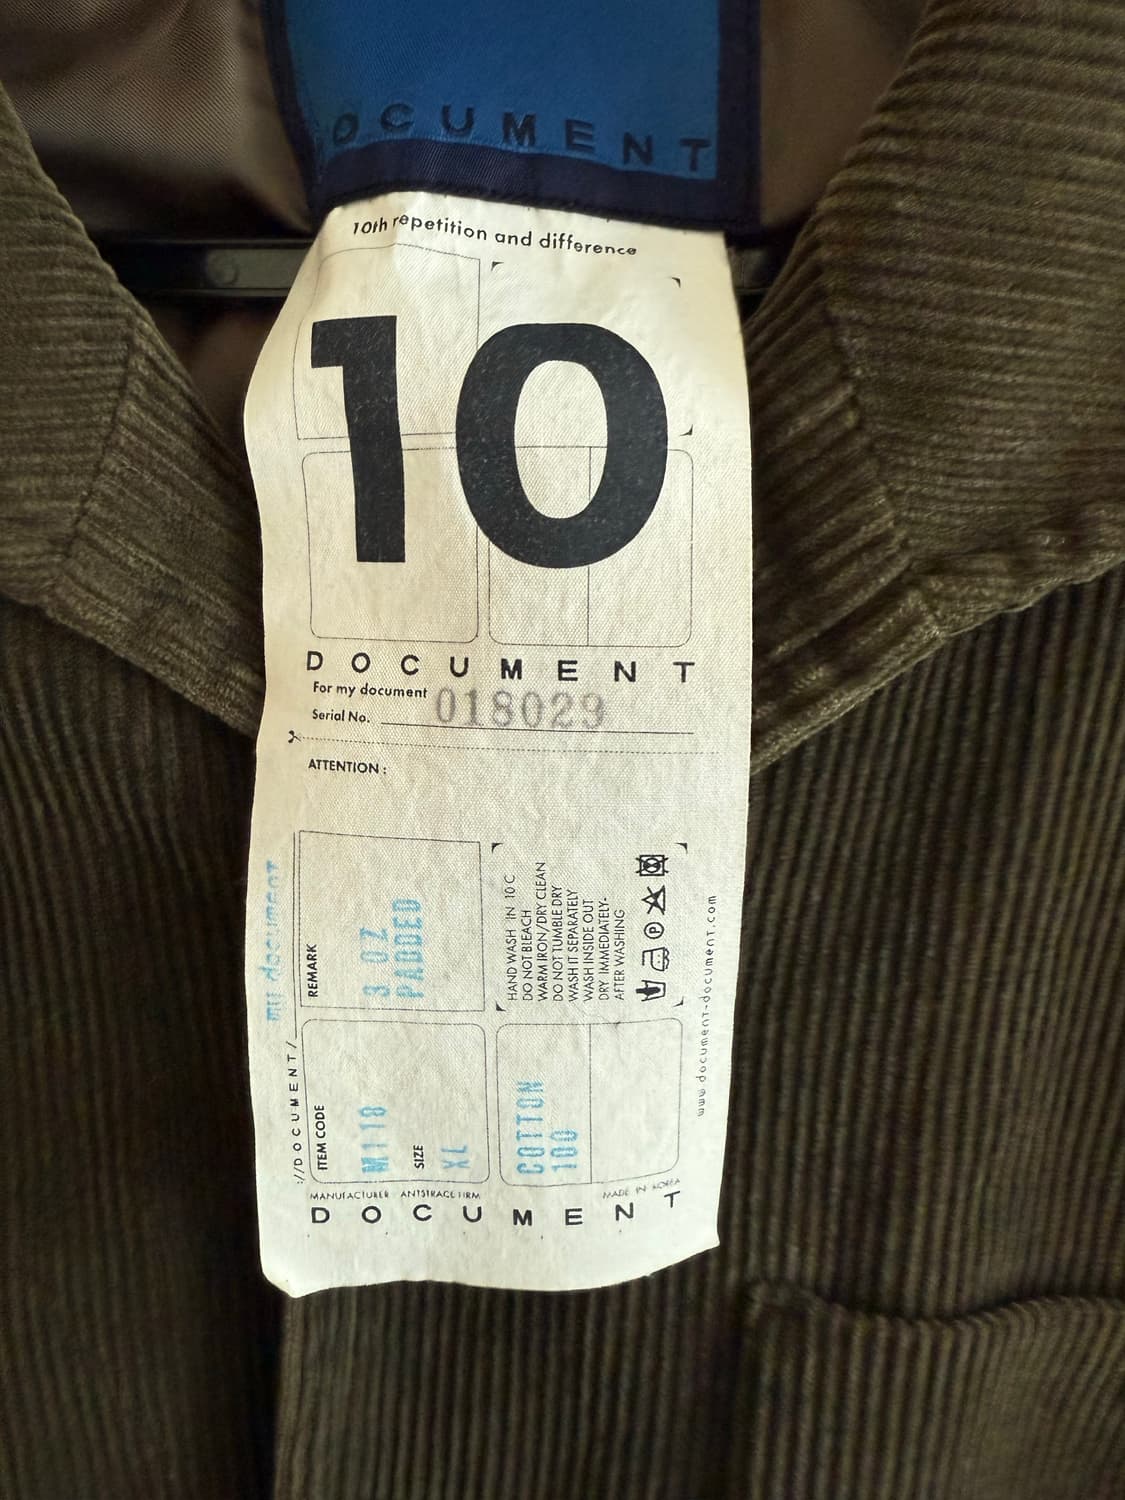 DOCUMENT
10th repetition and difference
10
DOCUMENT
For my document
Serial No. 018029
ATTENTION :
my document
://DOCUMENT/
REMARK
3 OZ
PADDED
HAND WASH IN 10 C
DO NOT BLEACH
WARM IRON/DRY CLEAN
DO NOT TUMBLE DRY
WASH IT SEPARATELY
WASH INSIDE OUT
DRY IMMEDIATELY-
AFTER WASHING
P
www.document-document.com
ITEM CODE
M118
SIZE
XL
COTTON
100
MANUFACTURER
MADE IN KOREA
DOCUMENT